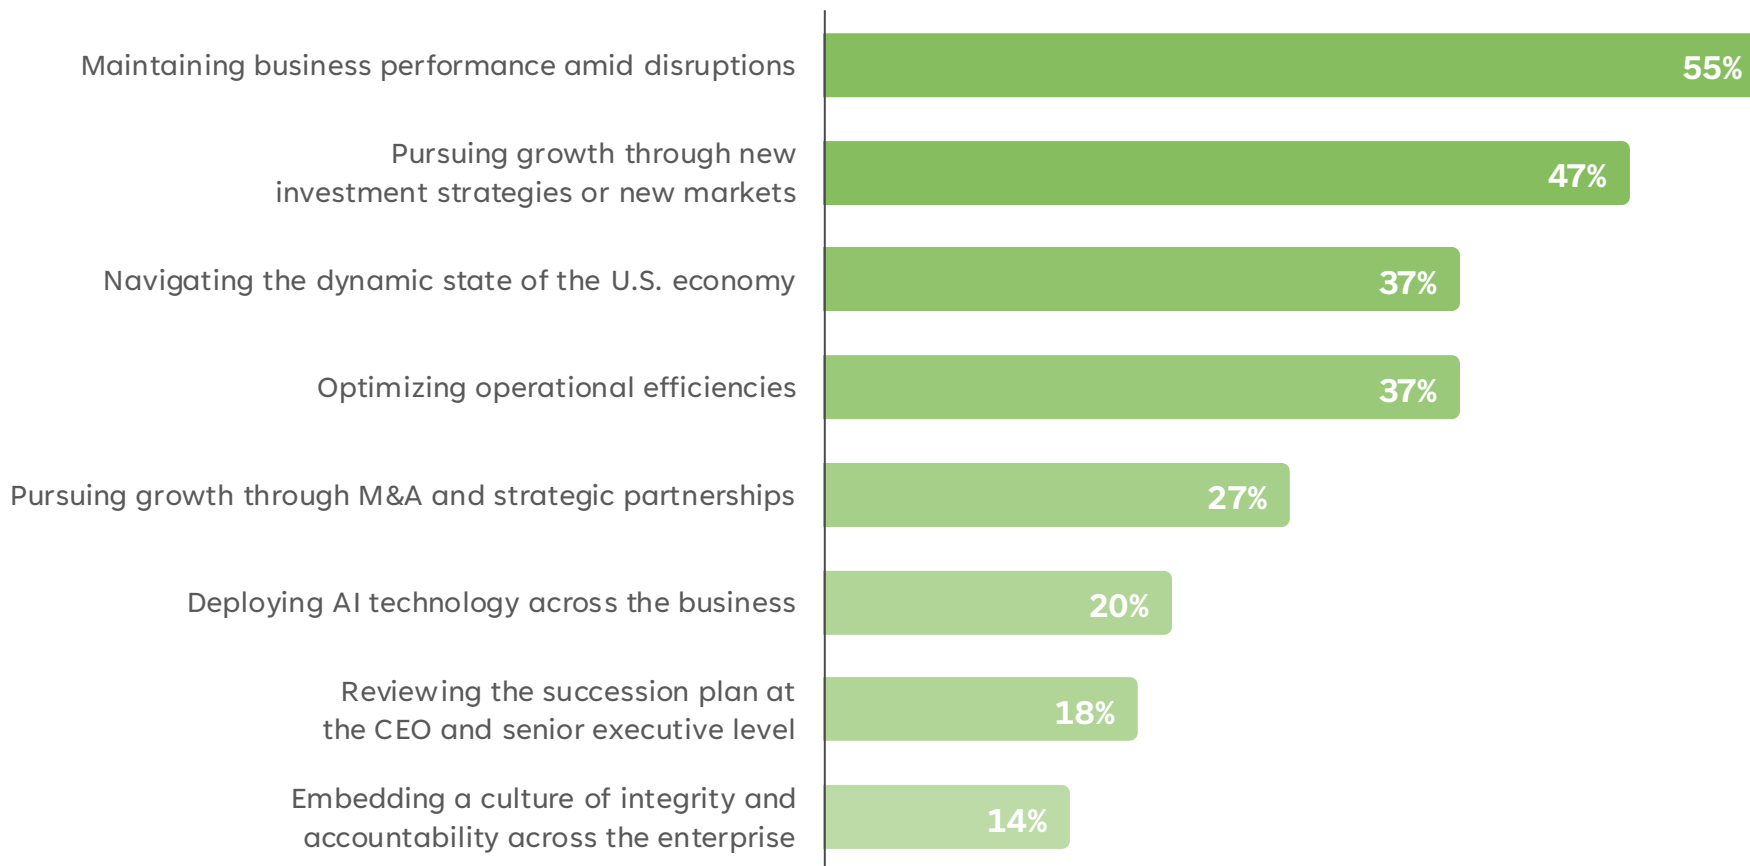 Maintaining business performance amid disruptions
55%
Pursuing growth through new
investment strategies or new markets
47%
Navigating the dynamic state of the U.S. economy
37%
Optimizing operational efficiencies
37%
Pursuing growth through M&A and strategic partnerships
27%
Deploying AI technology across the business
20%
Reviewing the succession plan at
the CEO and senior executive level
18%
Embedding a culture of integrity and
accountability across the enterprise
14%